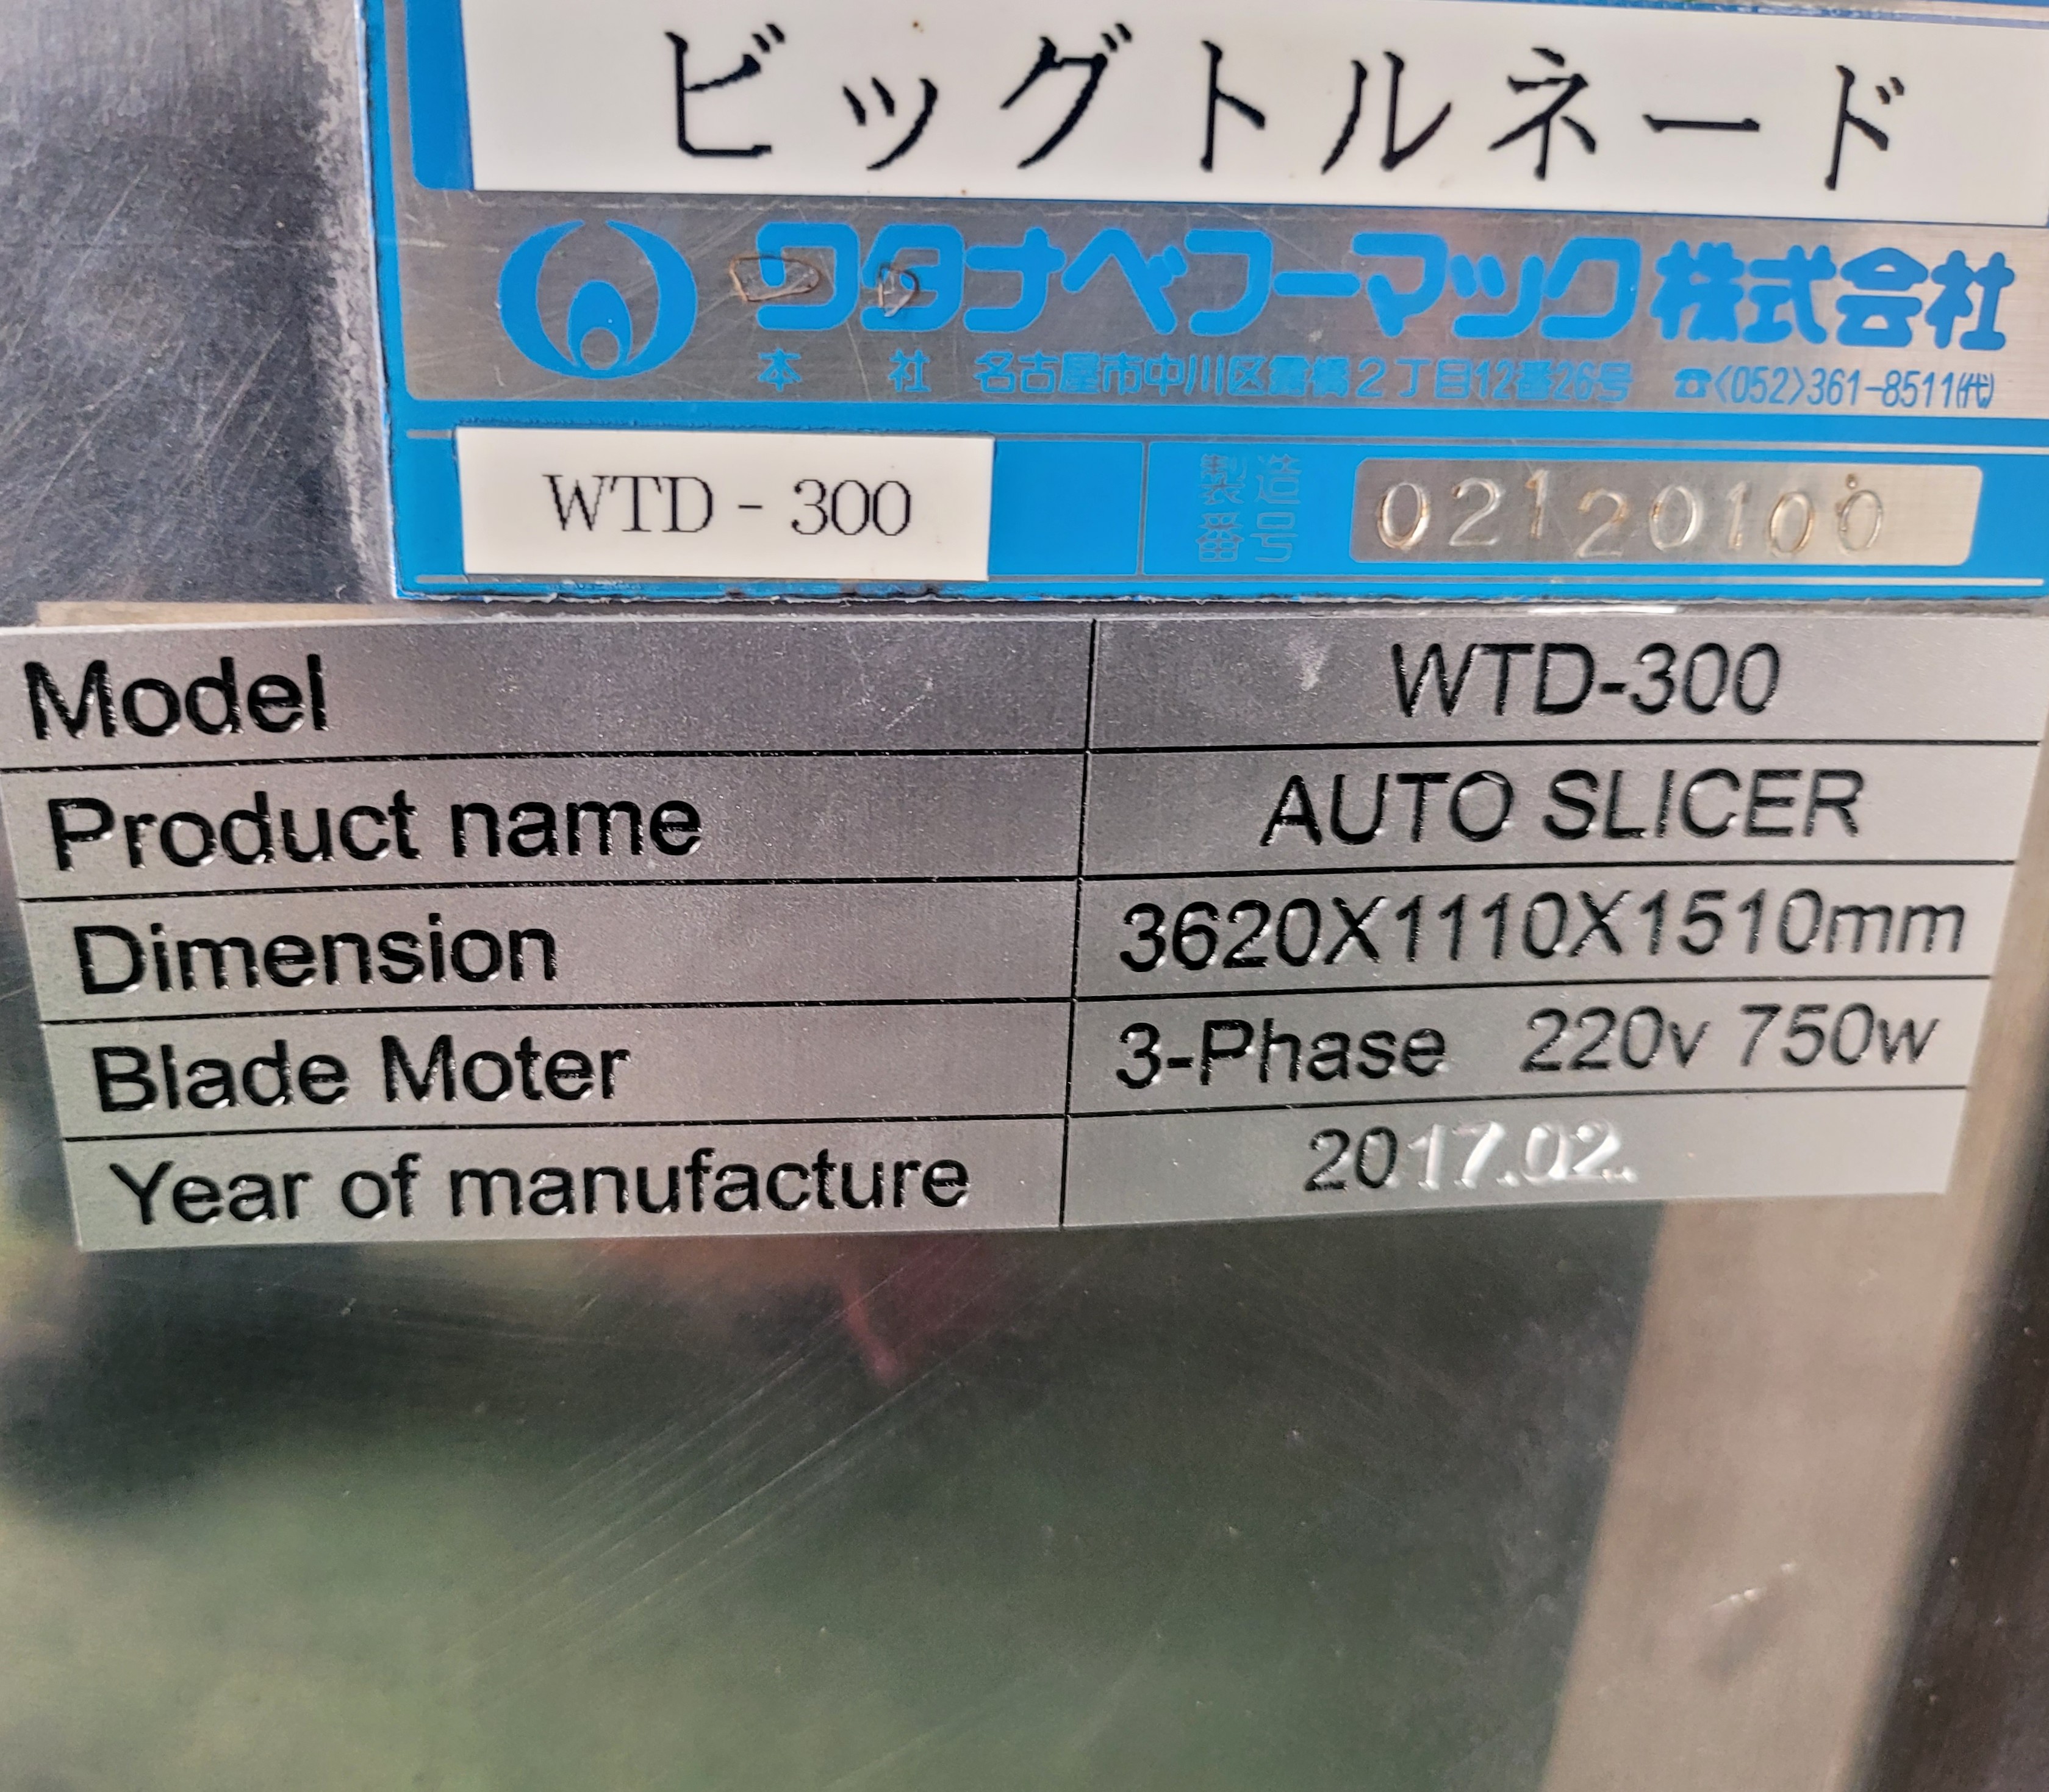 ビッグトルネード
ワタナベフーマック株式会社
本 社 名古屋市中川区露橋2丁目12番26号 ☎(052)361-8511(代)
WTD - 300 製造番号 02120100
Model WTD-300
Product name AUTO SLICER
Dimension 3620X1110X1510mm
Blade Moter 3-Phase 220v 750w
Year of manufacture 2017.02.